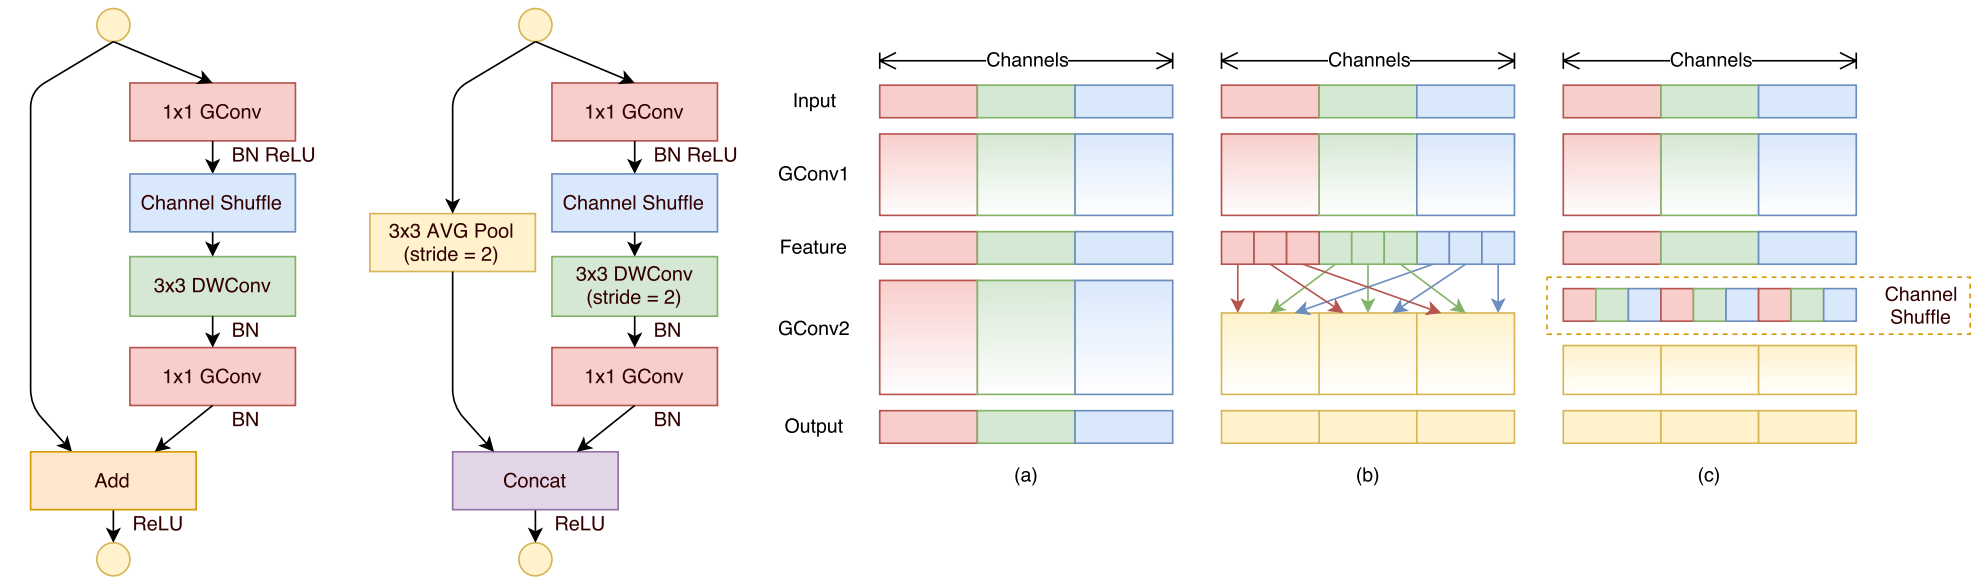 1x1 GConv
BN ReLU
Channel Shuffle
3x3 DWConv
BN
1x1 GConv
BN
Add
ReLU
1x1 GConv
BN ReLU
Channel Shuffle
3x3 AVG Pool
(stride = 2)
3x3 DWConv
(stride = 2)
BN
1x1 GConv
BN
Concat
ReLU
Channels
Channels
Channels
Input
GConv1
Feature
GConv2
Output
Channel
Shuffle
(a)
(b)
(c)